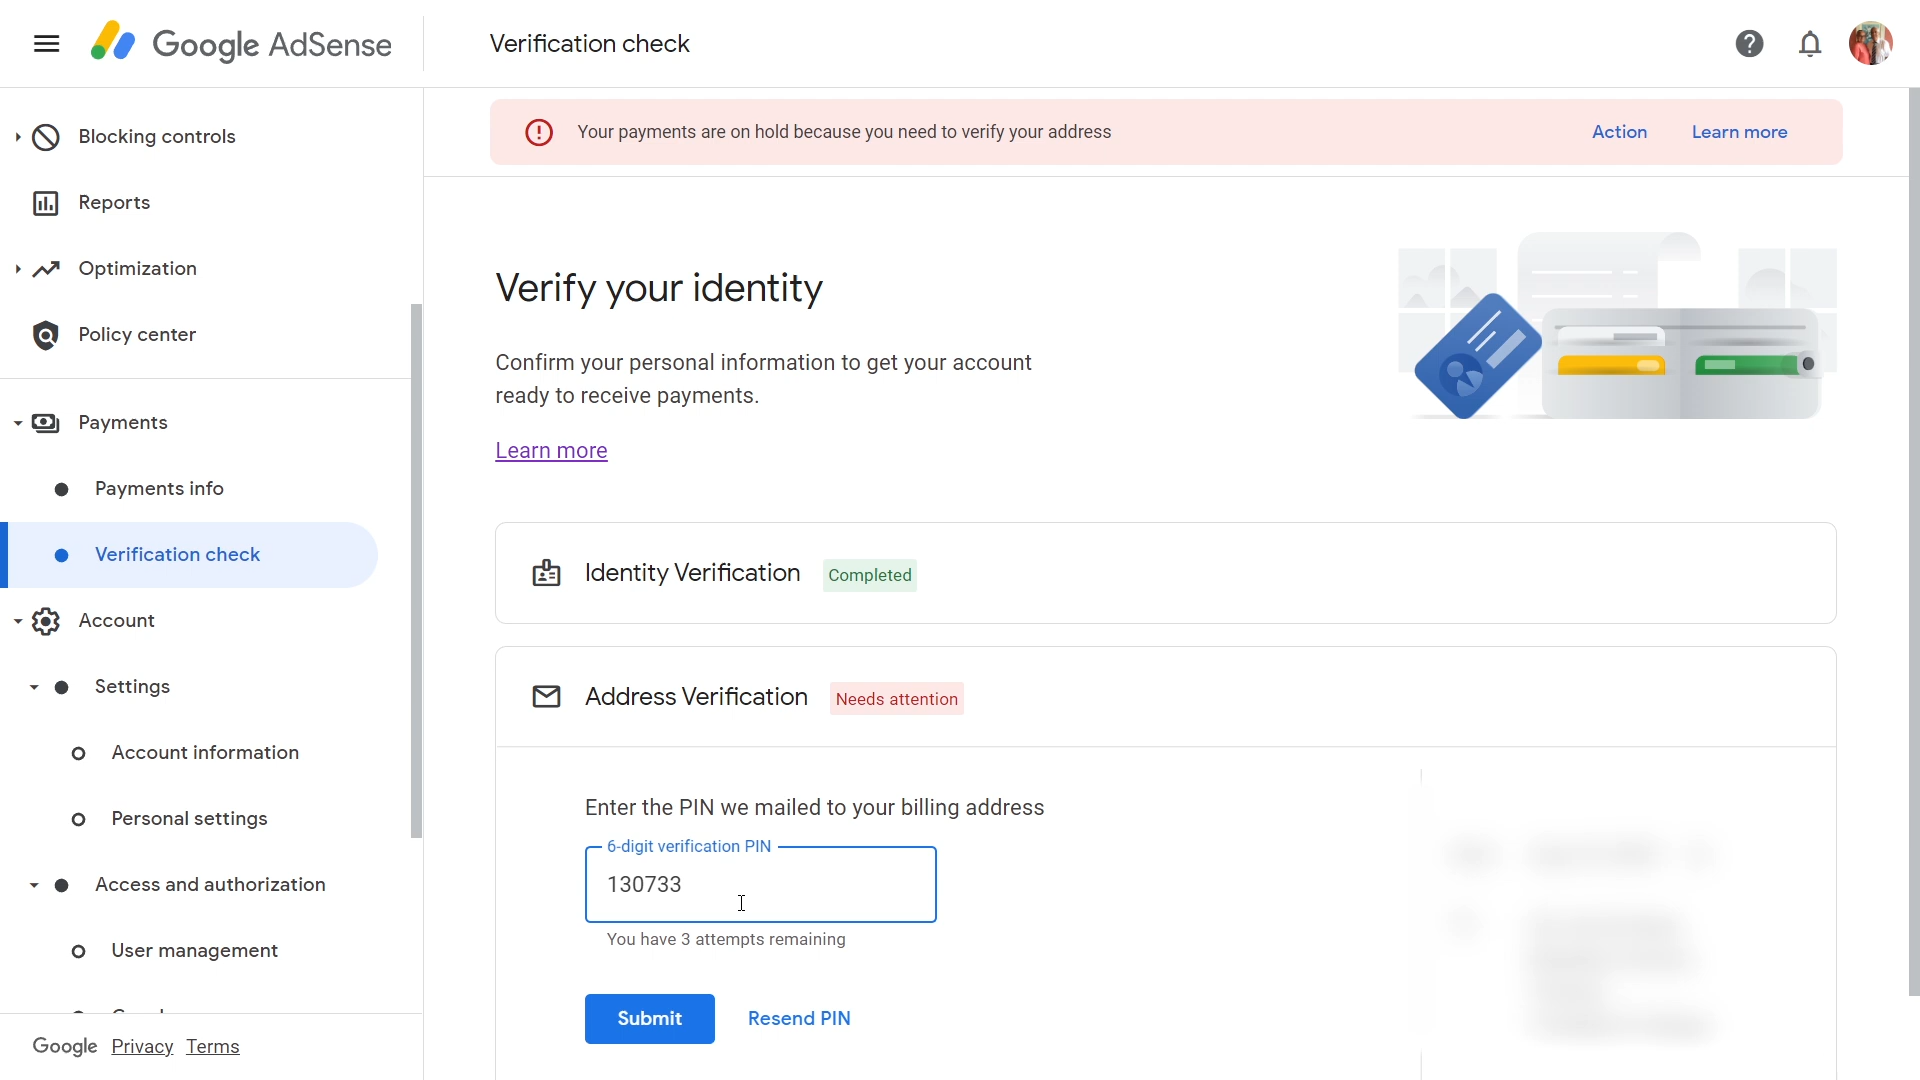 Google AdSense
Verification check
Blocking controls
Reports
Optimization
Policy center
Payments
Payments info
Verification check
Account
Settings
Account information
Personal settings
Access and authorization
User management
Google Privacy Terms
Your payments are on hold because you need to verify your address
Action
Learn more
Verify your identity
Confirm your personal information to get your account
ready to receive payments.
Learn more
Identity Verification Completed
Address Verification Needs attention
Enter the PIN we mailed to your billing address
6-digit verification PIN
130733
You have 3 attempts remaining
Submit
Resend PIN